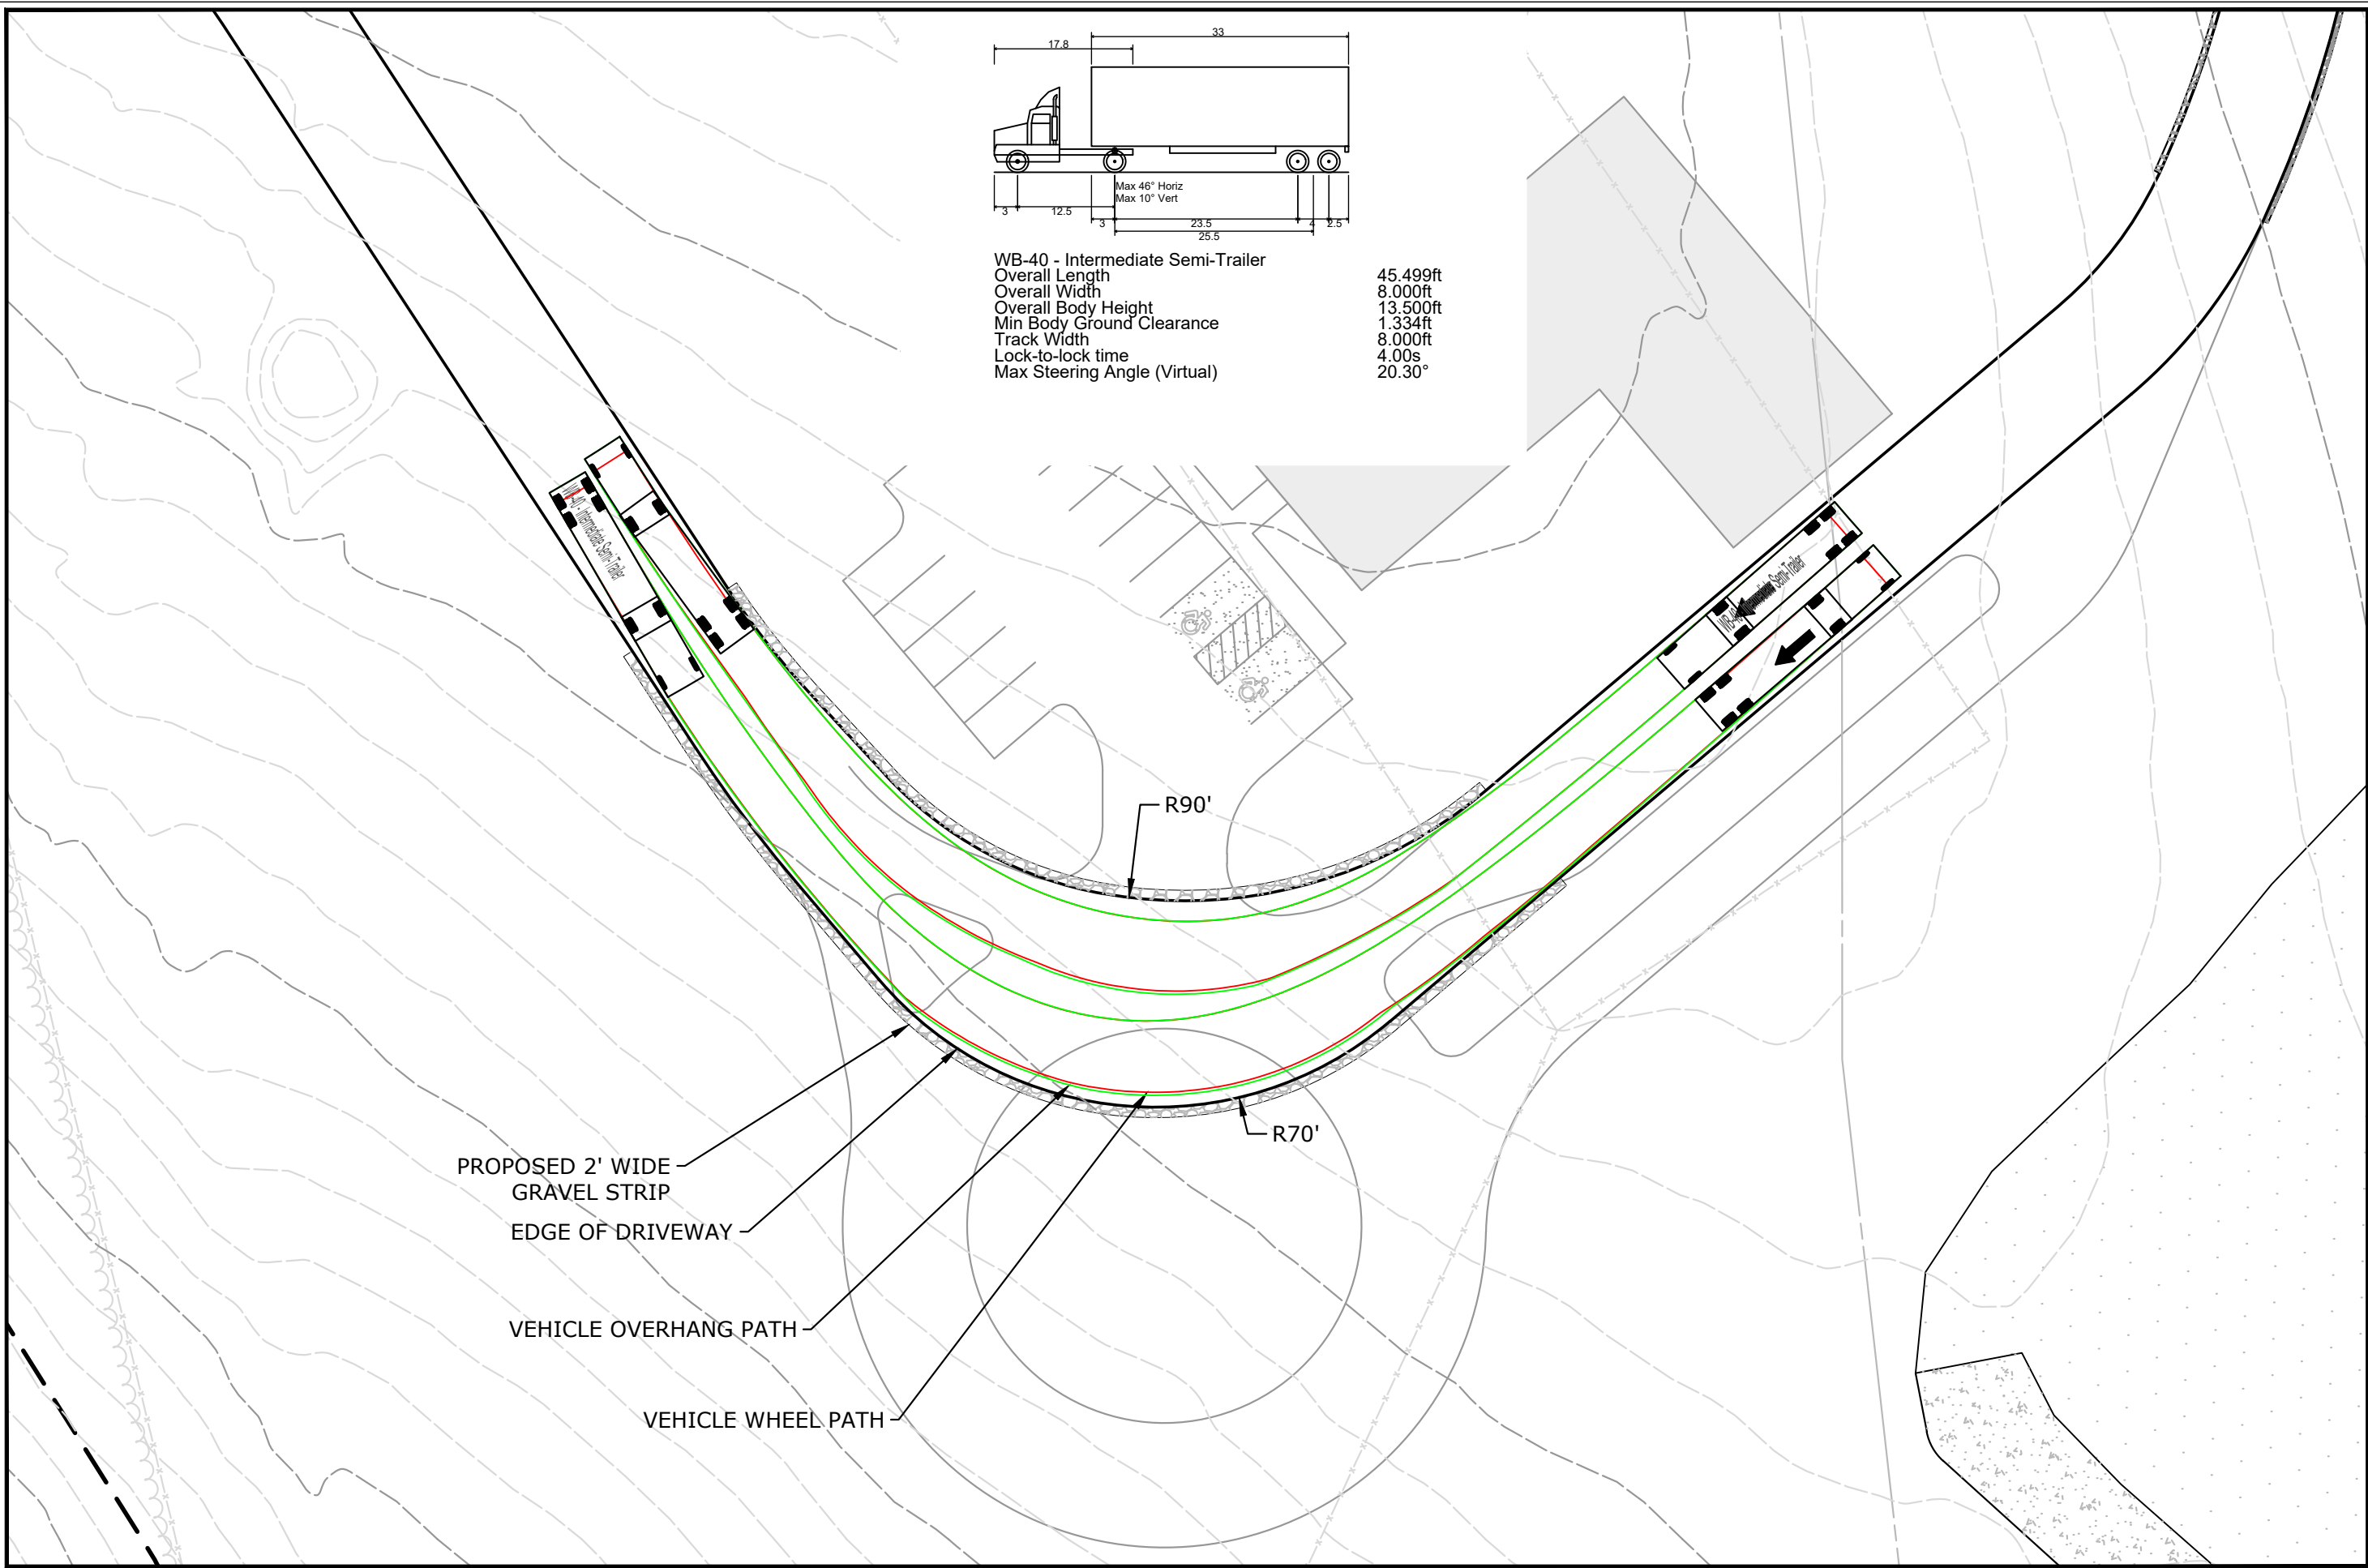 17.8
33
Max 46° Horiz
Max 10° Vert
3
12.5
3
23.5
4
2.5
25.5
WB-40 - Intermediate Semi-Trailer
Overall Length 45.499ft
Overall Width 8.000ft
Overall Body Height 13.500ft
Min Body Ground Clearance 1.334ft
Track Width 8.000ft
Lock-to-lock time 4.00s
Max Steering Angle (Virtual) 20.30°
WB-40 - Intermediate Semi-Trailer
R90'
R70'
PROPOSED 2' WIDE
GRAVEL STRIP
EDGE OF DRIVEWAY
VEHICLE OVERHANG PATH
VEHICLE WHEEL PATH